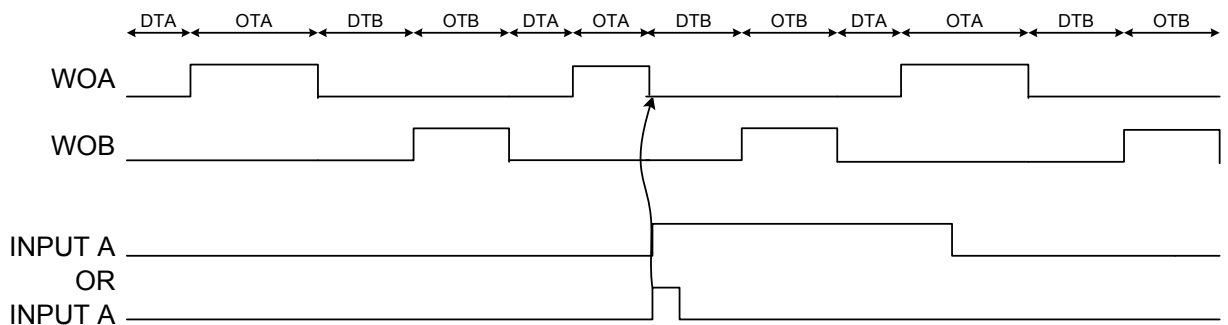 DTA OTA DTB OTB DTA OTA DTB OTB DTA OTA DTB OTB
WOA
WOB
INPUT A
OR
INPUT A